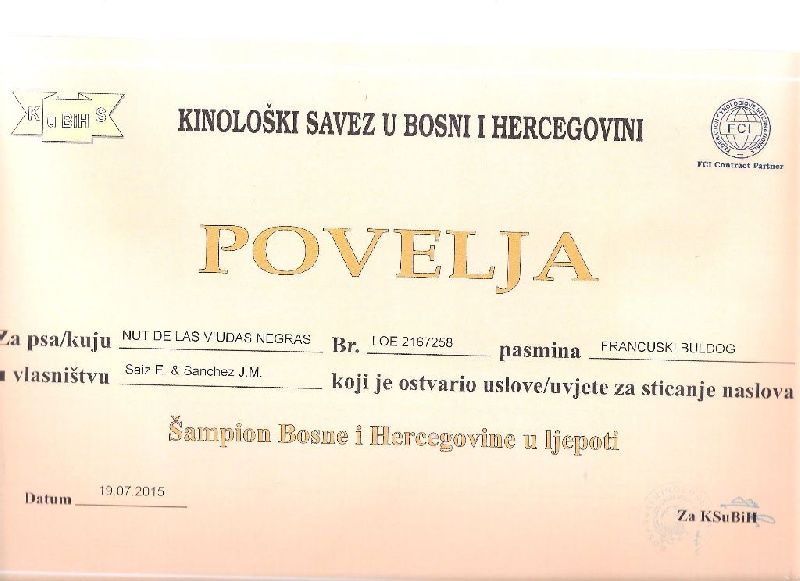 K u BiH S
KINOLOŠKI SAVEZ U BOSNI I HERCEGOVINI
FCI
FCI Contract Partner
POVELJA
Za psa/kuju NUT DE LAS VIUDAS NEGRAS Br. LOE 2167258 pasmina FRANCUSKI BULDOG
u vlasništvu Saiz F. & Sanchez J.M. koji je ostvario uslove/uvjete za sticanje naslova
Šampion Bosne i Hercegovine u ljepoti
Datum 19.07.2015
Za KSuBiH